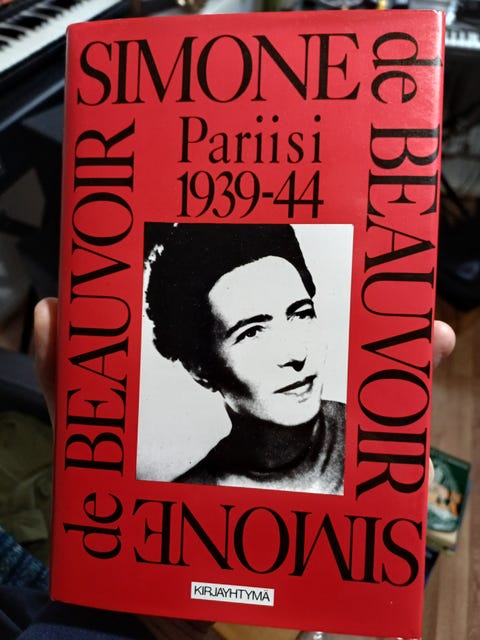 SIMONE
de BEAUVOIR
Pariisi
1939-44
SIMONE
de BEAUVOIR
KIRJAYHTYMÄ